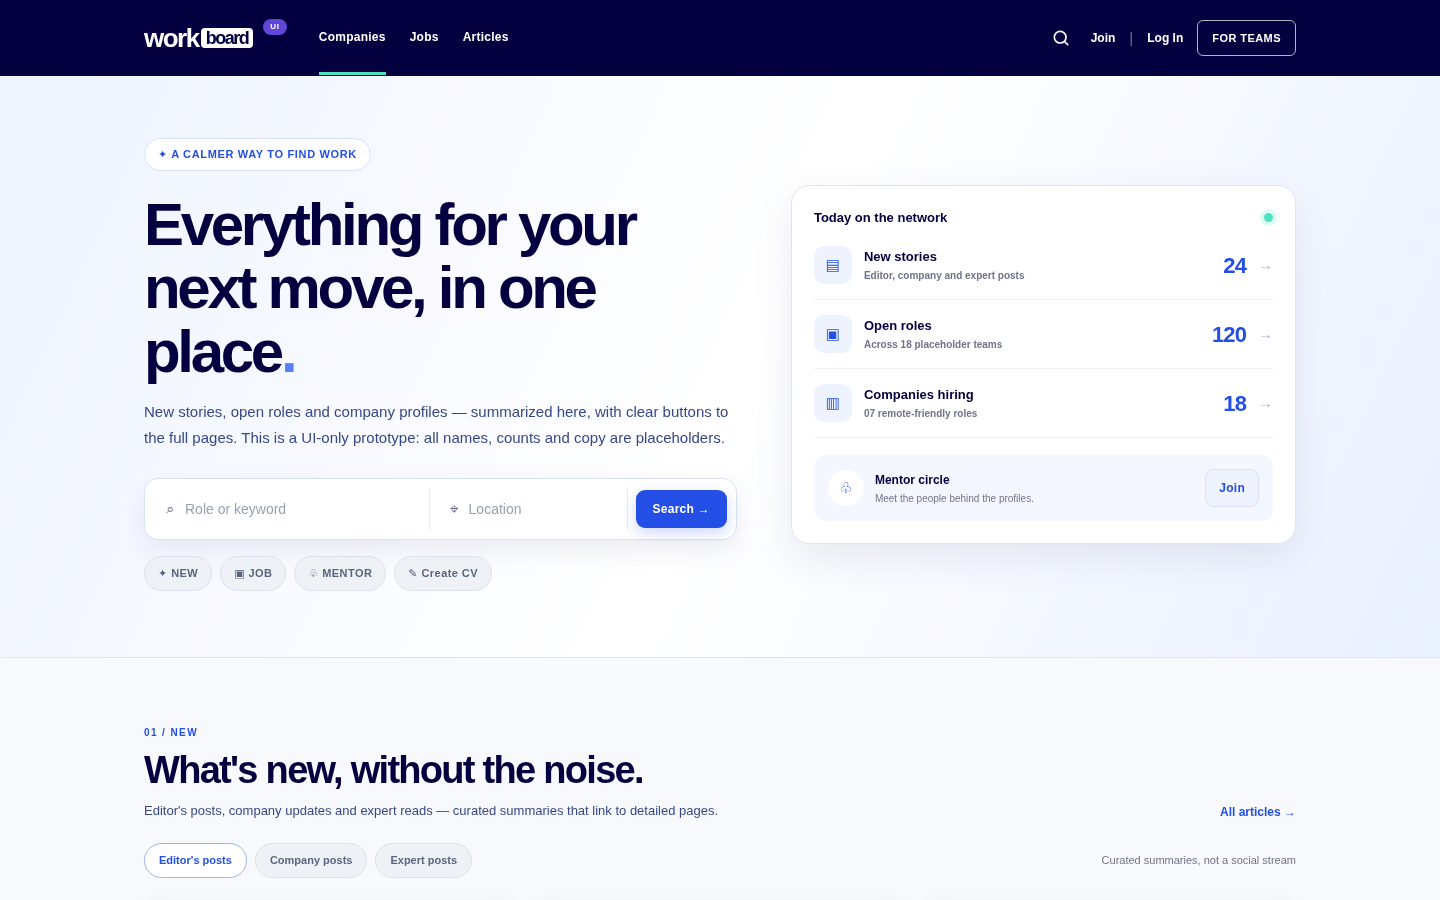 work board UI Companies Jobs Articles Join | Log In FOR TEAMS
✦ A CALMER WAY TO FIND WORK
Everything for your
next move, in one
place.
New stories, open roles and company profiles — summarized here, with clear buttons to
the full pages. This is a UI-only prototype: all names, counts and copy are placeholders.
Role or keyword Location Search →
✦ NEW ▣ JOB ♧ MENTOR ✎ Create CV
Today on the network
New stories
Editor, company and expert posts
24 →
Open roles
Across 18 placeholder teams
120 →
Companies hiring
07 remote-friendly roles
18 →
Mentor circle
Meet the people behind the profiles.
Join
01 / NEW
What's new, without the noise.
Editor's posts, company updates and expert reads — curated summaries that link to detailed pages.
All articles →
Editor's posts Company posts Expert posts
Curated summaries, not a social stream